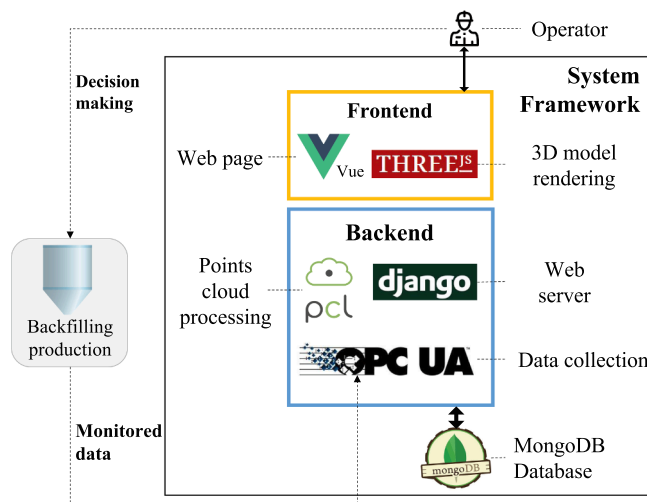 Operator
Decision
making
System
Framework
Frontend
Web page
Vue
THREE.JS
3D model
rendering
Backend
Points
cloud
processing
pcl
django
Web
server
Backfilling
production
OPC UA™
Data collection
Monitored
data
mongoDB
MongoDB
Database